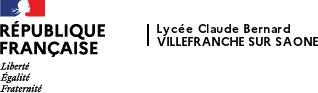 RÉPUBLIQUE
FRANÇAISE
Liberté
Égalité
Fraternité
Lycée Claude Bernard
VILLEFRANCHE SUR SAONE